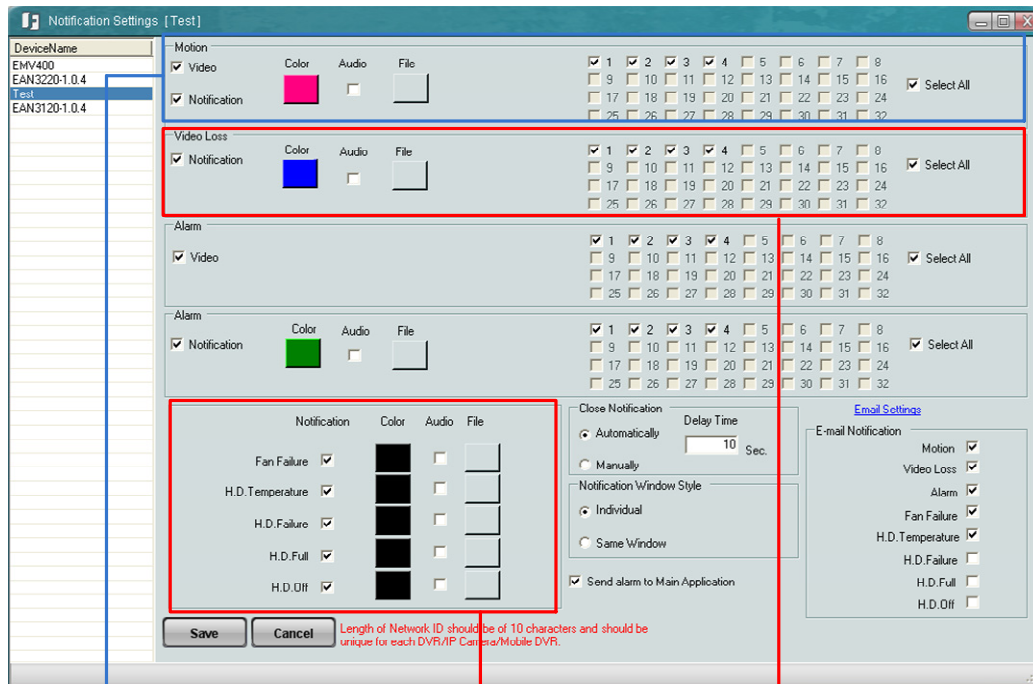 Notification Settings [Test]
DeviceName
EMV400
EAN3220-1.0.4
Test
EAN3120-1.0.4
Motion
Video Color Audio File
Notification
1 2 3 4 5 6 7 8
9 10 11 12 13 14 15 16
17 18 19 20 21 22 23 24
25 26 27 28 29 30 31 32
Select All
Video Loss
Notification Color Audio File
1 2 3 4 5 6 7 8
9 10 11 12 13 14 15 16
17 18 19 20 21 22 23 24
25 26 27 28 29 30 31 32
Select All
Alarm
Video
1 2 3 4 5 6 7 8
9 10 11 12 13 14 15 16
17 18 19 20 21 22 23 24
25 26 27 28 29 30 31 32
Select All
Alarm
Notification Color Audio File
1 2 3 4 5 6 7 8
9 10 11 12 13 14 15 16
17 18 19 20 21 22 23 24
25 26 27 28 29 30 31 32
Select All
Notification Color Audio File
Fan Failure
H.D.Temperature
H.D.Failure
H.D.Full
H.D.Off
Close Notification
Automatically
Delay Time
10 Sec.
Manually
Notification Window Style
Individual
Same Window
Send alarm to Main Application
Email Settings
E-mail Notification
Motion
Video Loss
Alarm
Fan Failure
H.D.Temperature
H.D.Failure
H.D.Full
H.D.Off
Save Cancel
Length of Network ID should be of 10 characters and should be
unique for each DVR/IP Camera/Mobile DVR.